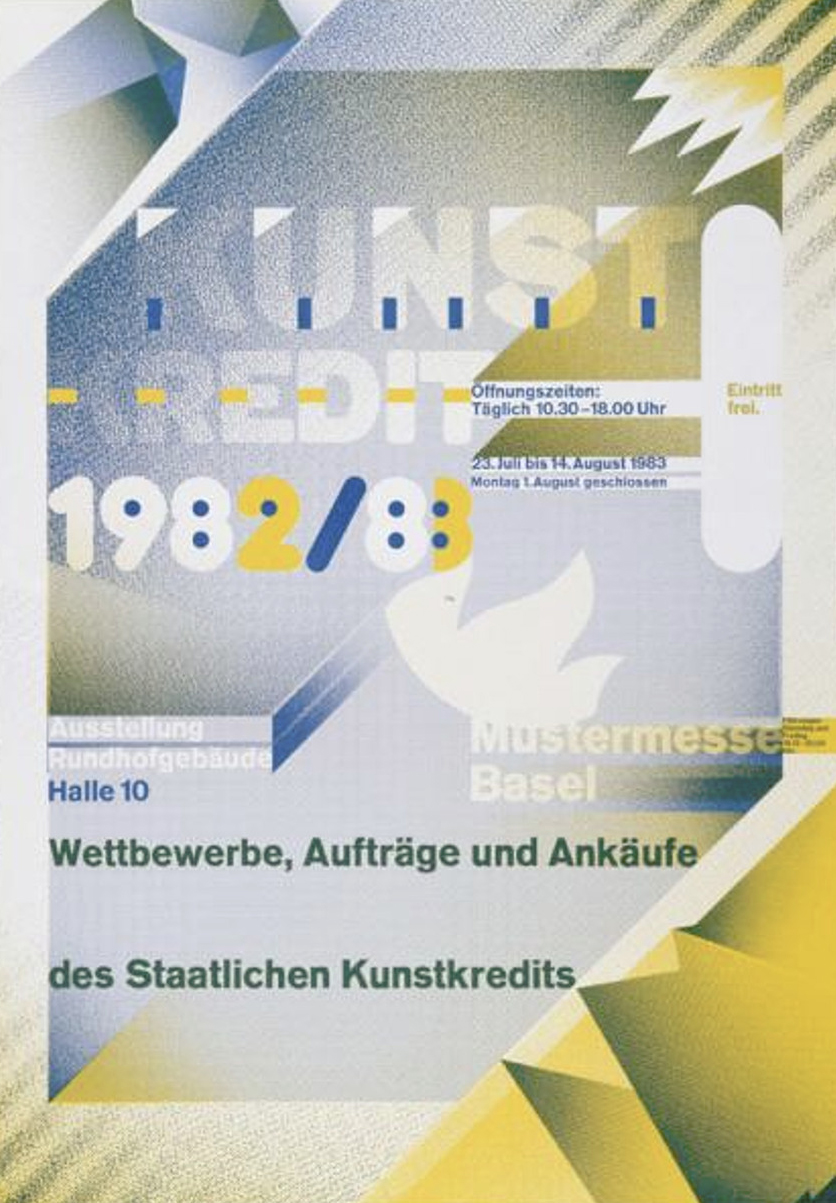 KUNST
KREDIT
Öffnungszeiten:
Täglich 10.30–18.00 Uhr
Eintritt
frei.
23. Juli bis 14. August 1983
Montag 1. August geschlossen
1982/83
Ausstellung
Rundhofgebäude
Halle 10
Mustermesse
Basel
Wettbewerbe, Aufträge und Ankäufe
des Staatlichen Kunstkredits